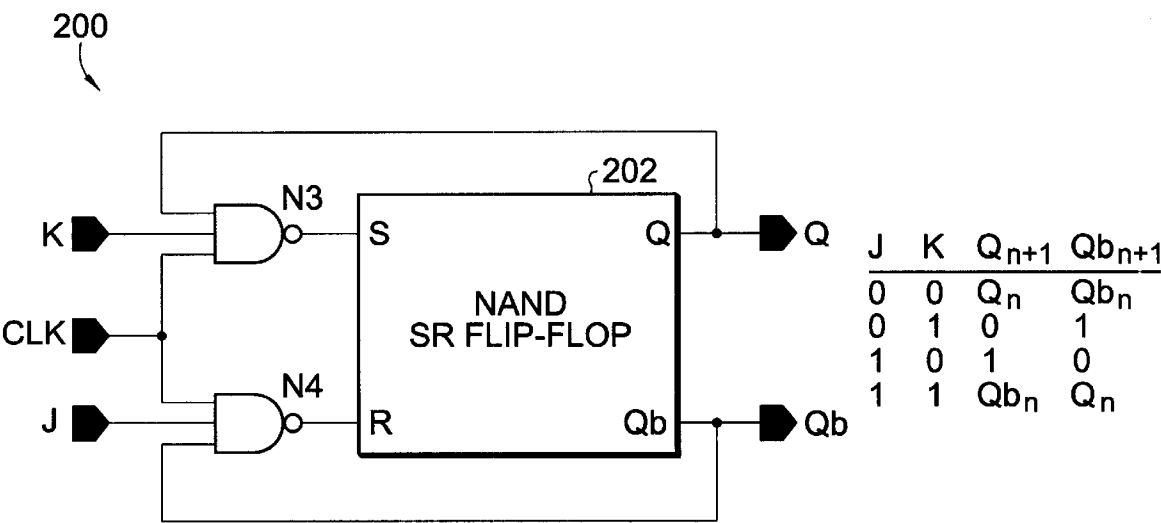 200
202
N3
K
S
Q
Q
NAND
SR FLIP-FLOP
CLK
N4
J
R
Qb
Qb
J K Qn+1 Qbn+1
0 0 Qn Qbn
0 1 0 1
1 0 1 0
1 1 Qbn Qn